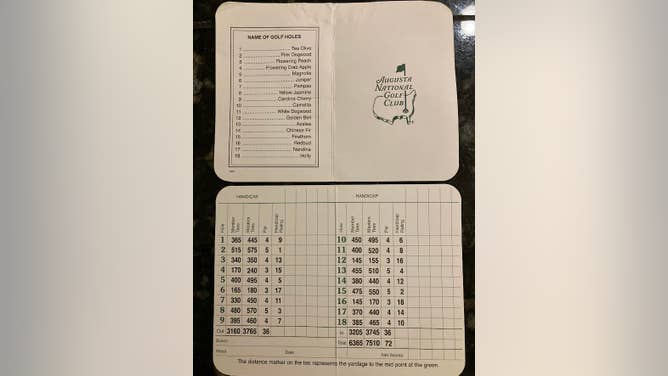 NAME OF GOLF HOLES
1 Tea Olive
2 Pink Dogwood
3 Flowering Peach
4 Flowering Crab Apple
5 Magnolia
6 Juniper
7 Pampas
8 Yellow Jasmine
9 Carolina Cherry
10 Camellia
11 White Dogwood
12 Golden Bell
13 Azalea
14 Chinese Fir
15 Firethorn
16 Redbud
17 Nandina
18 Holly
AUGUSTA
NATIONAL
GOLF
CLUB
HANDICAP
Hole Member Tees Masters Tees Par Handicap Rating
1 365 445 4 9
2 515 575 5 1
3 340 350 4 13
4 170 240 3 15
5 400 495 4 5
6 165 180 3 17
7 330 450 4 11
8 480 570 5 3
9 395 460 4 7
Out 3160 3765 36
Scorer
Attest Date
HANDICAP
Hole Member Tees Masters Tees Par Handicap Rating
10 450 495 4 6
11 400 520 4 8
12 145 155 3 16
13 455 510 5 4
14 380 440 4 12
15 475 550 5 2
16 145 170 3 18
17 370 440 4 14
18 385 465 4 10
In 3205 3745 36
Total 6365 7510 72
Net Scores
The distance marker on the tee represents the yardage to the mid point of the green.